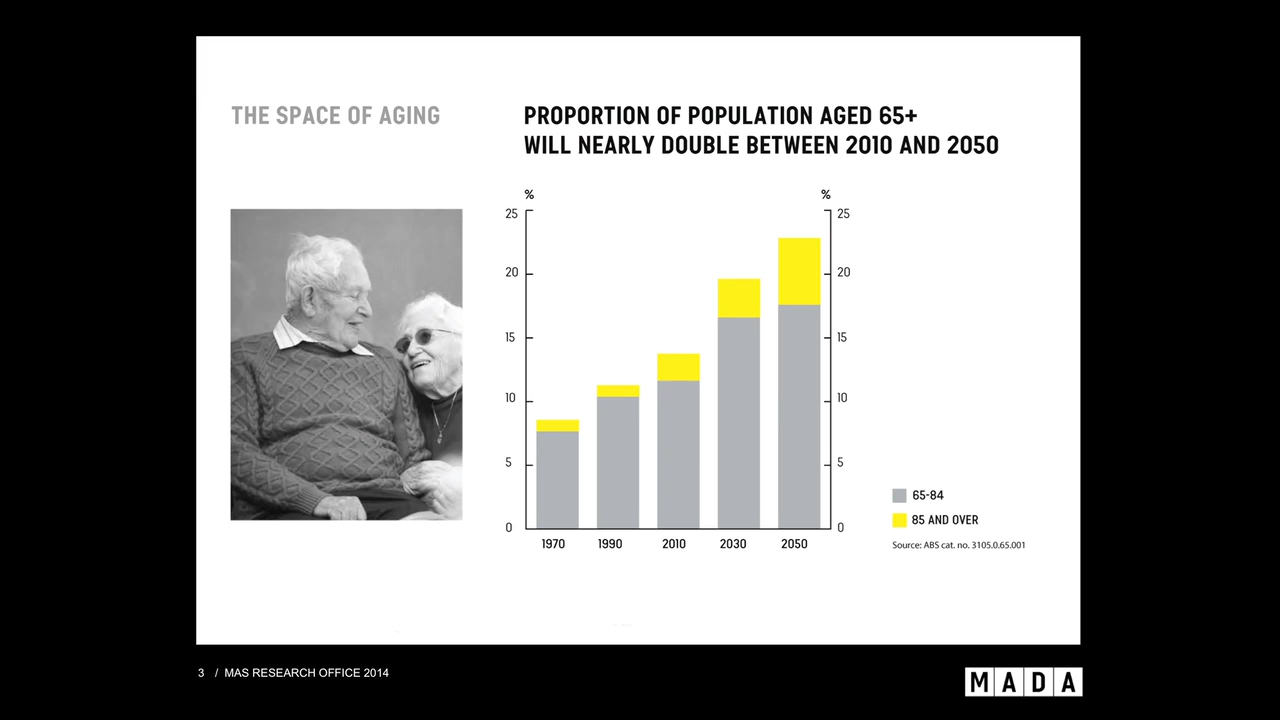 THE SPACE OF AGING
PROPORTION OF POPULATION AGED 65+
WILL NEARLY DOUBLE BETWEEN 2010 AND 2050
% %
25 25
20 20
15 15
10 10
5 5
0 0
1970 1990 2010 2030 2050
65-84
85 AND OVER
Source: ABS cat. no. 3105.0.65.001
3 / MAS RESEARCH OFFICE 2014
MADA